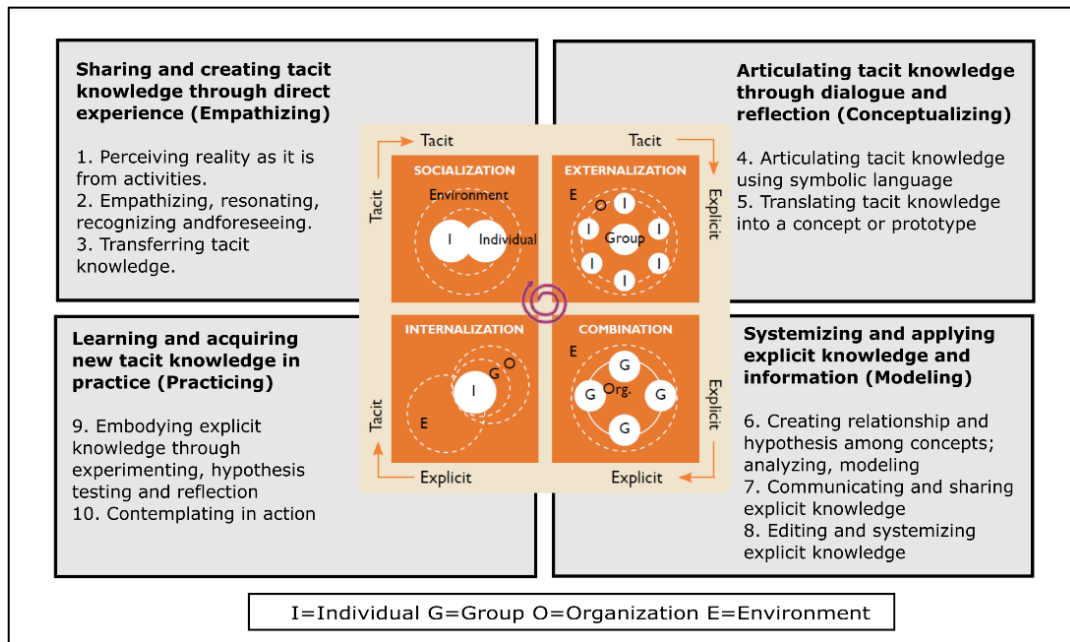 Sharing and creating tacit
knowledge through direct
experience (Empathizing)
1. Perceiving reality as it is
from activities.
2. Empathizing, resonating,
recognizing andforeseeing.
3. Transferring tacit
knowledge.
Articulating tacit knowledge
through dialogue and
reflection (Conceptualizing)
4. Articulating tacit knowledge
using symbolic language
5. Translating tacit knowledge
into a concept or prototype
Tacit
Tacit
Tacit
Explicit
SOCIALIZATION
Environment
I
Individual
EXTERNALIZATION
E
O
I
I
I
Group
I
I
I
INTERNALIZATION
O
G
I
E
COMBINATION
E
G
Org.
G
G
G
Tacit
Explicit
Explicit
Explicit
Learning and acquiring
new tacit knowledge in
practice (Practicing)
9. Embodying explicit
knowledge through
experimenting, hypothesis
testing and reflection
10. Contemplating in action
Systemizing and applying
explicit knowledge and
information (Modeling)
6. Creating relationship and
hypothesis among concepts;
analyzing, modeling
7. Communicating and sharing
explicit knowledge
8. Editing and systemizing
explicit knowledge
I=Individual G=Group O=Organization E=Environment